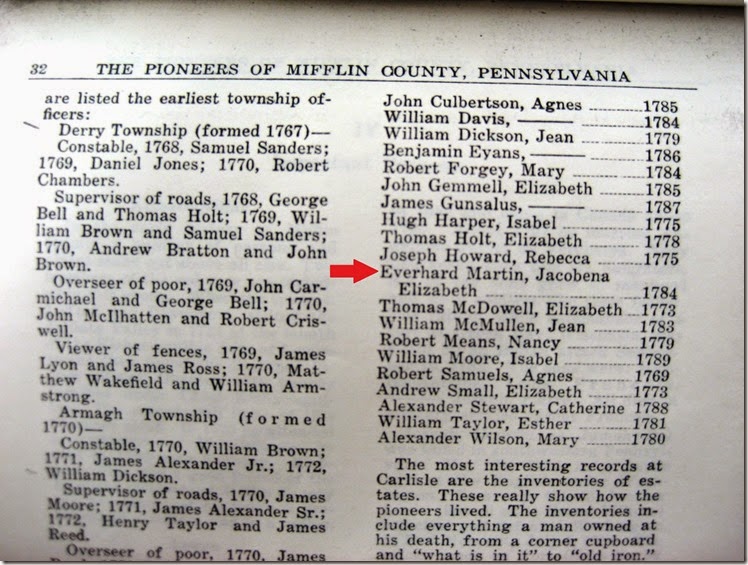 32 THE PIONEERS OF MIFFLIN COUNTY, PENNSYLVANIA
are listed the earliest township of-
ficers:
Derry Township (formed 1767)—
Constable, 1768, Samuel Sanders;
1769, Daniel Jones; 1770, Robert
Chambers.
Supervisor of roads, 1768, George
Bell and Thomas Holt; 1769, Wil-
liam Brown and Samuel Sanders;
1770, Andrew Bratton and John
Brown.
Overseer of poor, 1769, John Car-
michael and George Bell; 1770,
John McIlhatten and Robert Cris-
well.
Viewer of fences, 1769, James
Lyon and James Ross; 1770, Mat-
thew Wakefield and William Arm-
strong.
Armagh Township (formed
1770)—
Constable, 1770, William Brown;
1771, James Alexander Jr.; 1772,
William Dickson.
Supervisor of roads, 1770, James
Moore; 1771, James Alexander Sr.;
1772, Henry Taylor and James
Reed.
Overseer of poor, 1770, James
John Culbertson, Agnes ............1785
William Davis, ——— ............1784
William Dickson, Jean ............1779
Benjamin Eyans, ——— ............1786
Robert Forgey, Mary ............1784
John Gemmell, Elizabeth ............1785
James Gunsalus, ——— ............1787
Hugh Harper, Isabel ............1775
Thomas Holt, Elizabeth ............1778
Joseph Howard, Rebecca ............1775
Everhard Martin, Jacobena
Elizabeth ............1784
Thomas McDowell, Elizabeth ....1773
William McMullen, Jean ............1783
Robert Means, Nancy ............1779
William Moore, Isabel ............1789
Robert Samuels, Agnes ............1769
Andrew Small, Elizabeth ............1773
Alexander Stewart, Catherine 1788
William Taylor, Esther ............1781
Alexander Wilson, Mary ............1780
The most interesting records at
Carlisle are the inventories of es-
tates. These really show how the
pioneers lived. The inventories in-
clude everything a man owned at
his death, from a corner cupboard
and "what is in it" to "old iron."